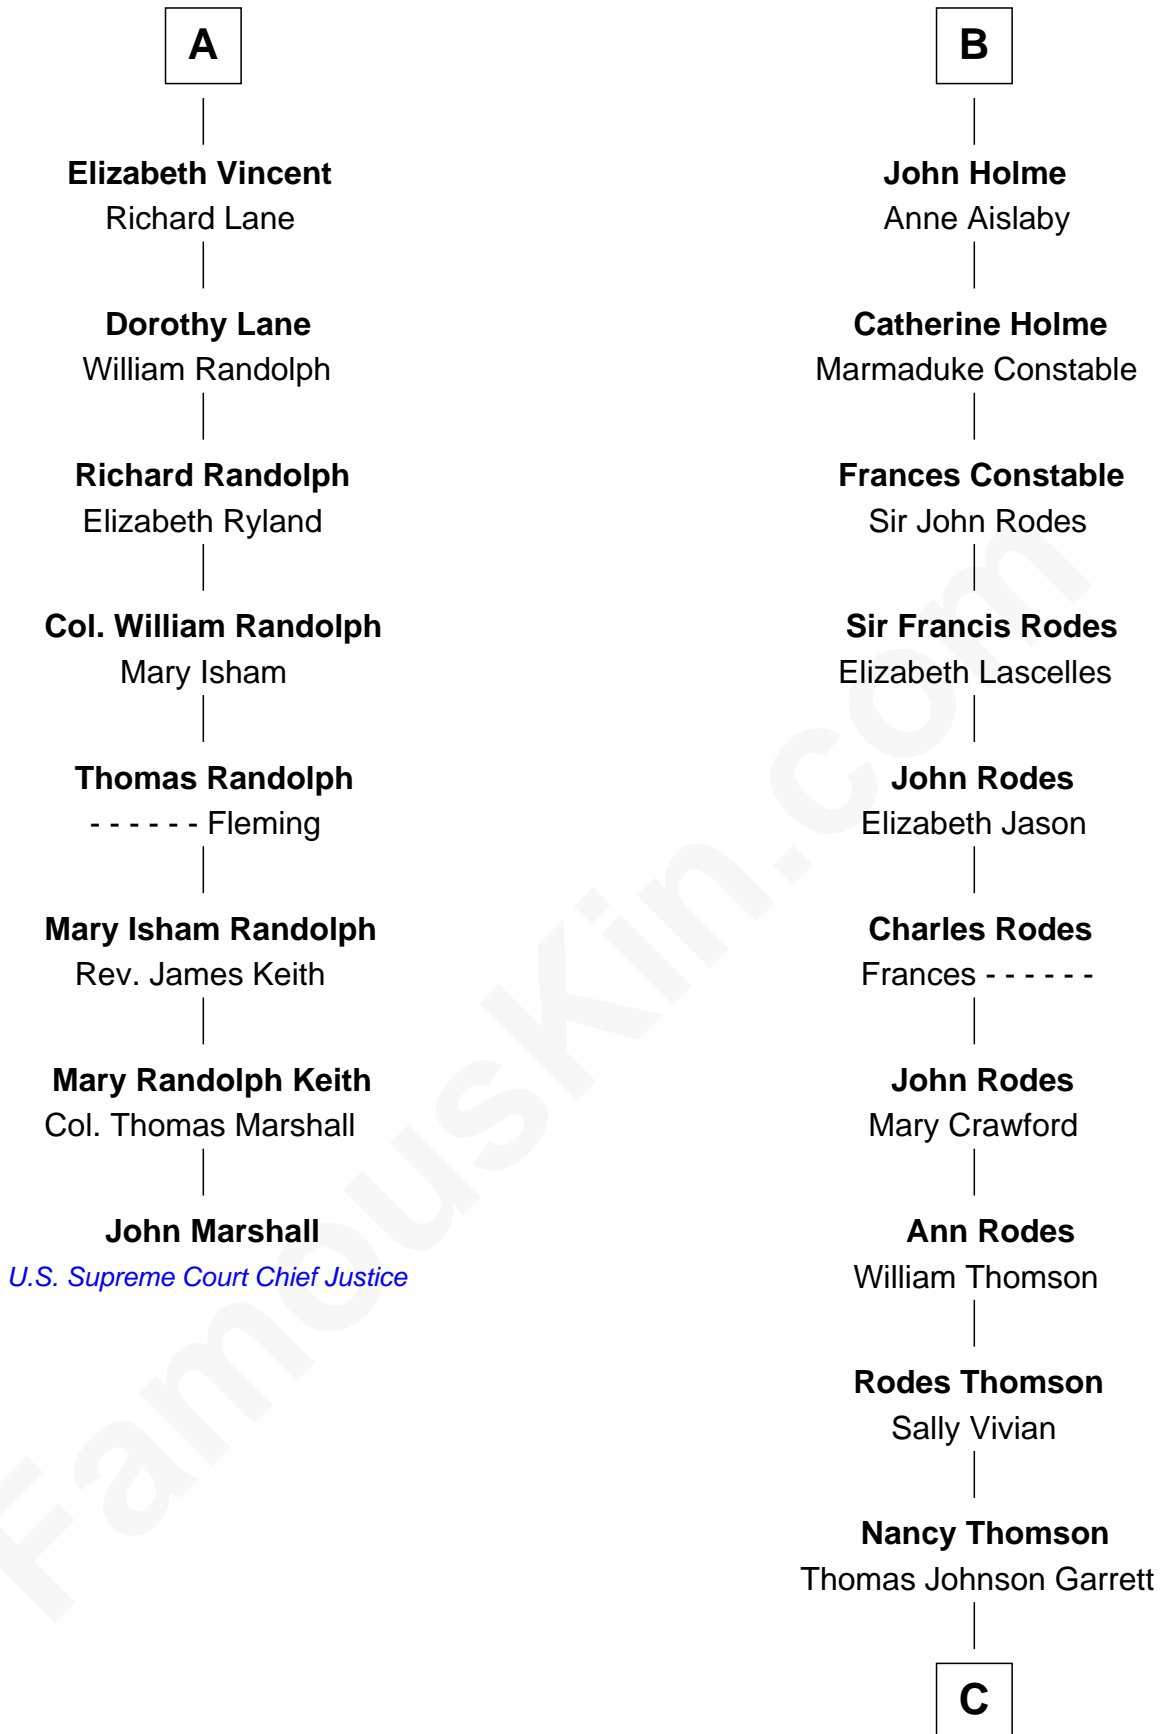 A
Elizabeth Vincent
Richard Lane
Dorothy Lane
William Randolph
Richard Randolph
Elizabeth Ryland
Col. William Randolph
Mary Isham
Thomas Randolph
- - - - - - Fleming
Mary Isham Randolph
Rev. James Keith
Mary Randolph Keith
Col. Thomas Marshall
John Marshall
U.S. Supreme Court Chief Justice
B
John Holme
Anne Aislaby
Catherine Holme
Marmaduke Constable
Frances Constable
Sir John Rodes
Sir Francis Rodes
Elizabeth Lascelles
John Rodes
Elizabeth Jason
Charles Rodes
Frances - - - - - -
John Rodes
Mary Crawford
Ann Rodes
William Thomson
Rodes Thomson
Sally Vivian
Nancy Thomson
Thomas Johnson Garrett
C
FamousKin.com